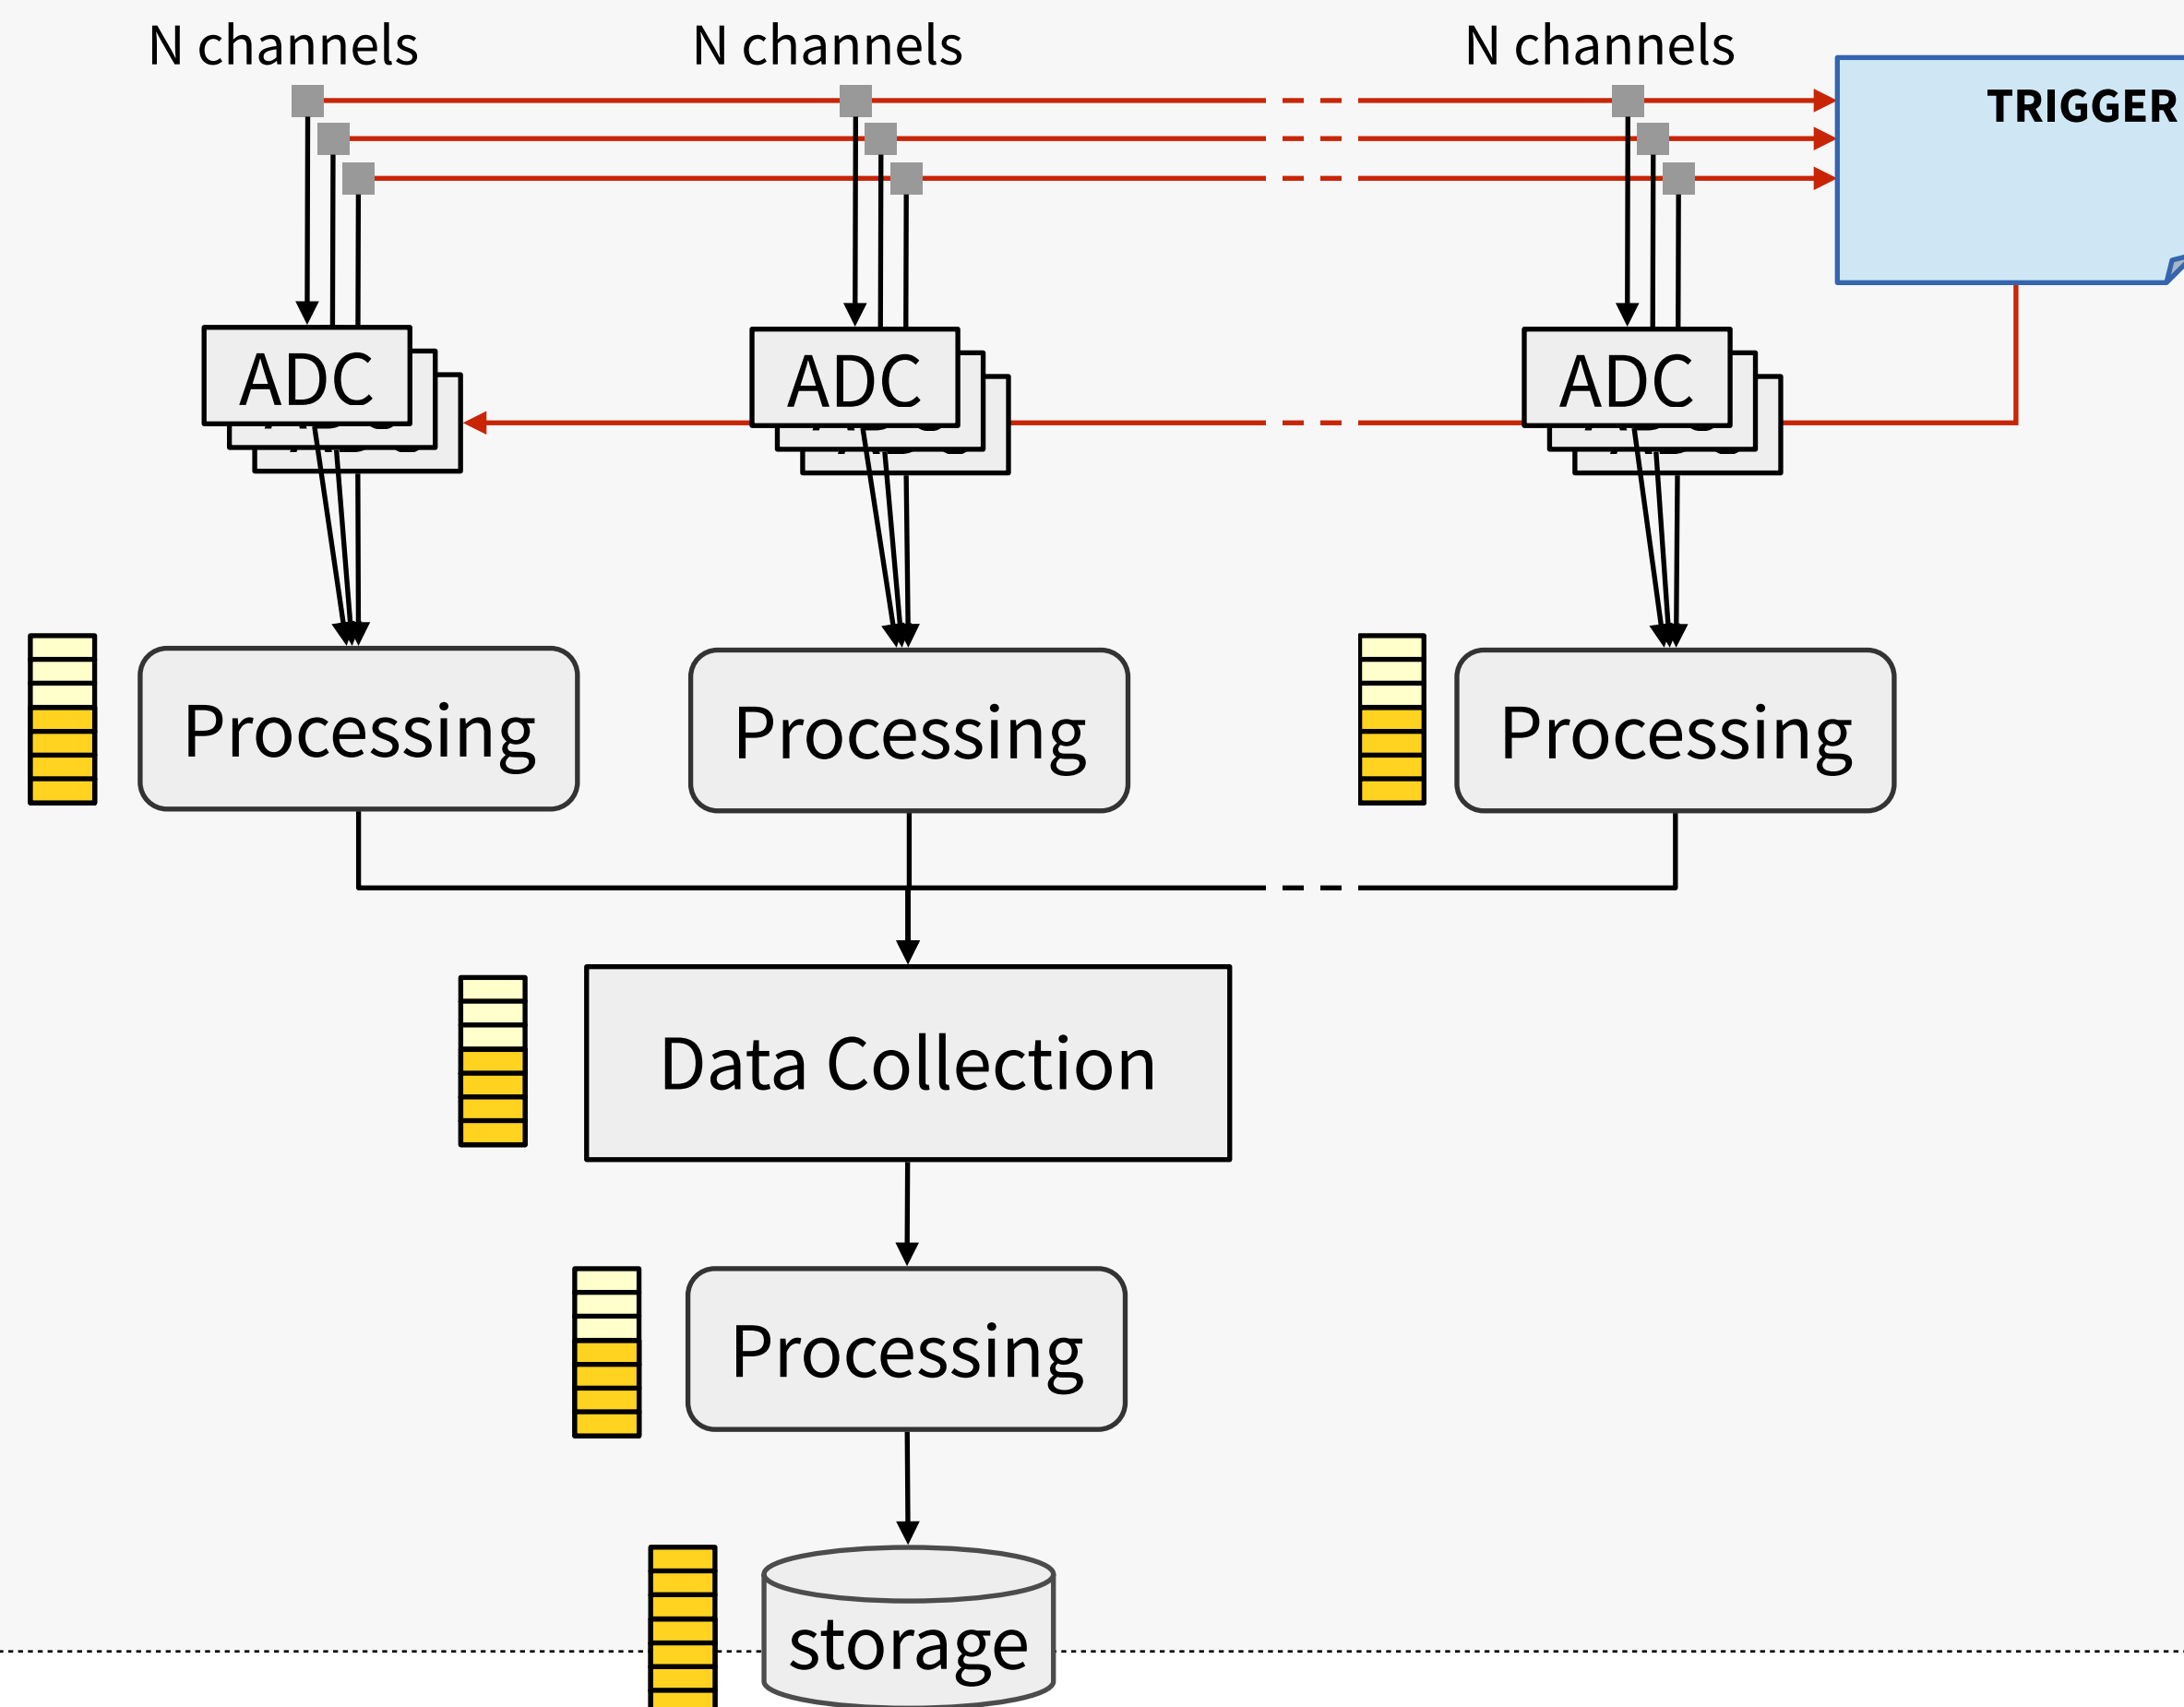 N channels
N channels
N channels
TRIGGER
ADC
ADC
ADC
Processing
Processing
Processing
Data Collection
Processing
storage